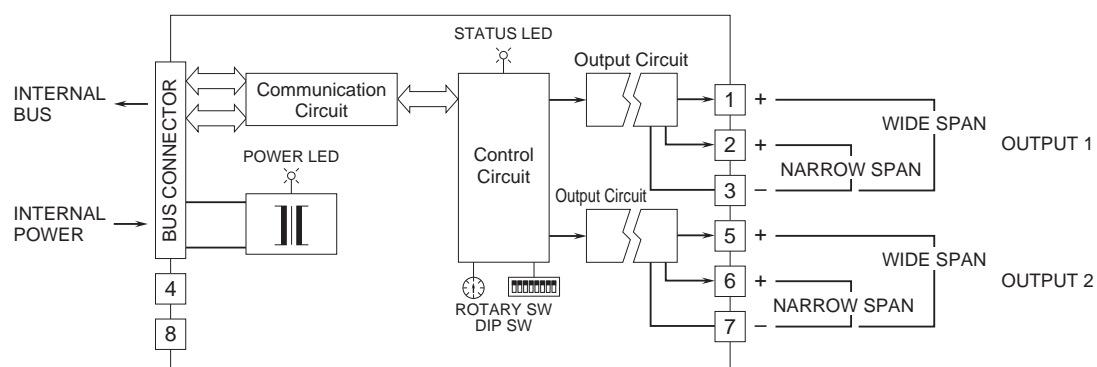 STATUS LED
Output Circuit
INTERNAL
BUS
BUS CONNECTOR
Communication
Circuit
1 +
WIDE SPAN
OUTPUT 1
2 +
NARROW SPAN
3 –
POWER LED
Control
Circuit
Output Circuit
INTERNAL
POWER
5 +
WIDE SPAN
OUTPUT 2
6 +
NARROW SPAN
7 –
4
8
ROTARY SW
DIP SW